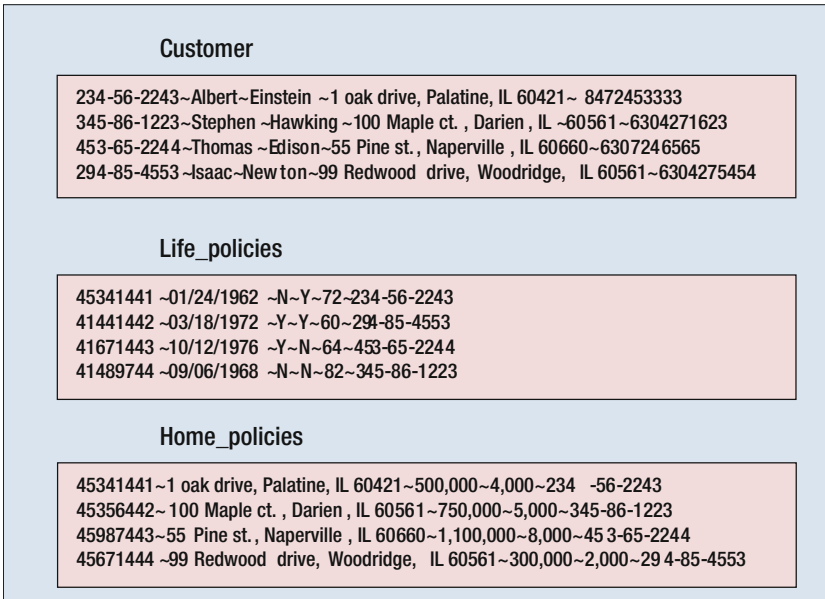 Customer
234-56-2243~Albert~Einstein ~1 oak drive, Palatine, IL 60421~ 8472453333
345-86-1223~Stephen ~Hawking ~100 Maple ct. , Darien , IL ~60561~6304271623
453-65-2244~Thomas ~Edison~55 Pine st. , Naperville , IL 60660~6307246565
294-85-4553~Isaac~Newton~99 Redwood drive, Woodridge, IL 60561~6304275454
Life_policies
45341441 ~01/24/1962 ~N~Y~72~234-56-2243
41441442 ~03/18/1972 ~Y~Y~60~294-85-4553
41671443 ~10/12/1976 ~Y~N~64~453-65-2244
41489744 ~09/06/1968 ~N~N~82~345-86-1223
Home_policies
45341441~1 oak drive, Palatine, IL 60421~500,000~4,000~234 -56-2243
45356442~ 100 Maple ct. , Darien , IL 60561~750,000~5,000~345-86-1223
45987443~55 Pine st. , Naperville , IL 60660~1,100,000~8,000~45 3-65-2244
45671444 ~99 Redwood drive, Woodridge, IL 60561~300,000~2,000~29 4-85-4553